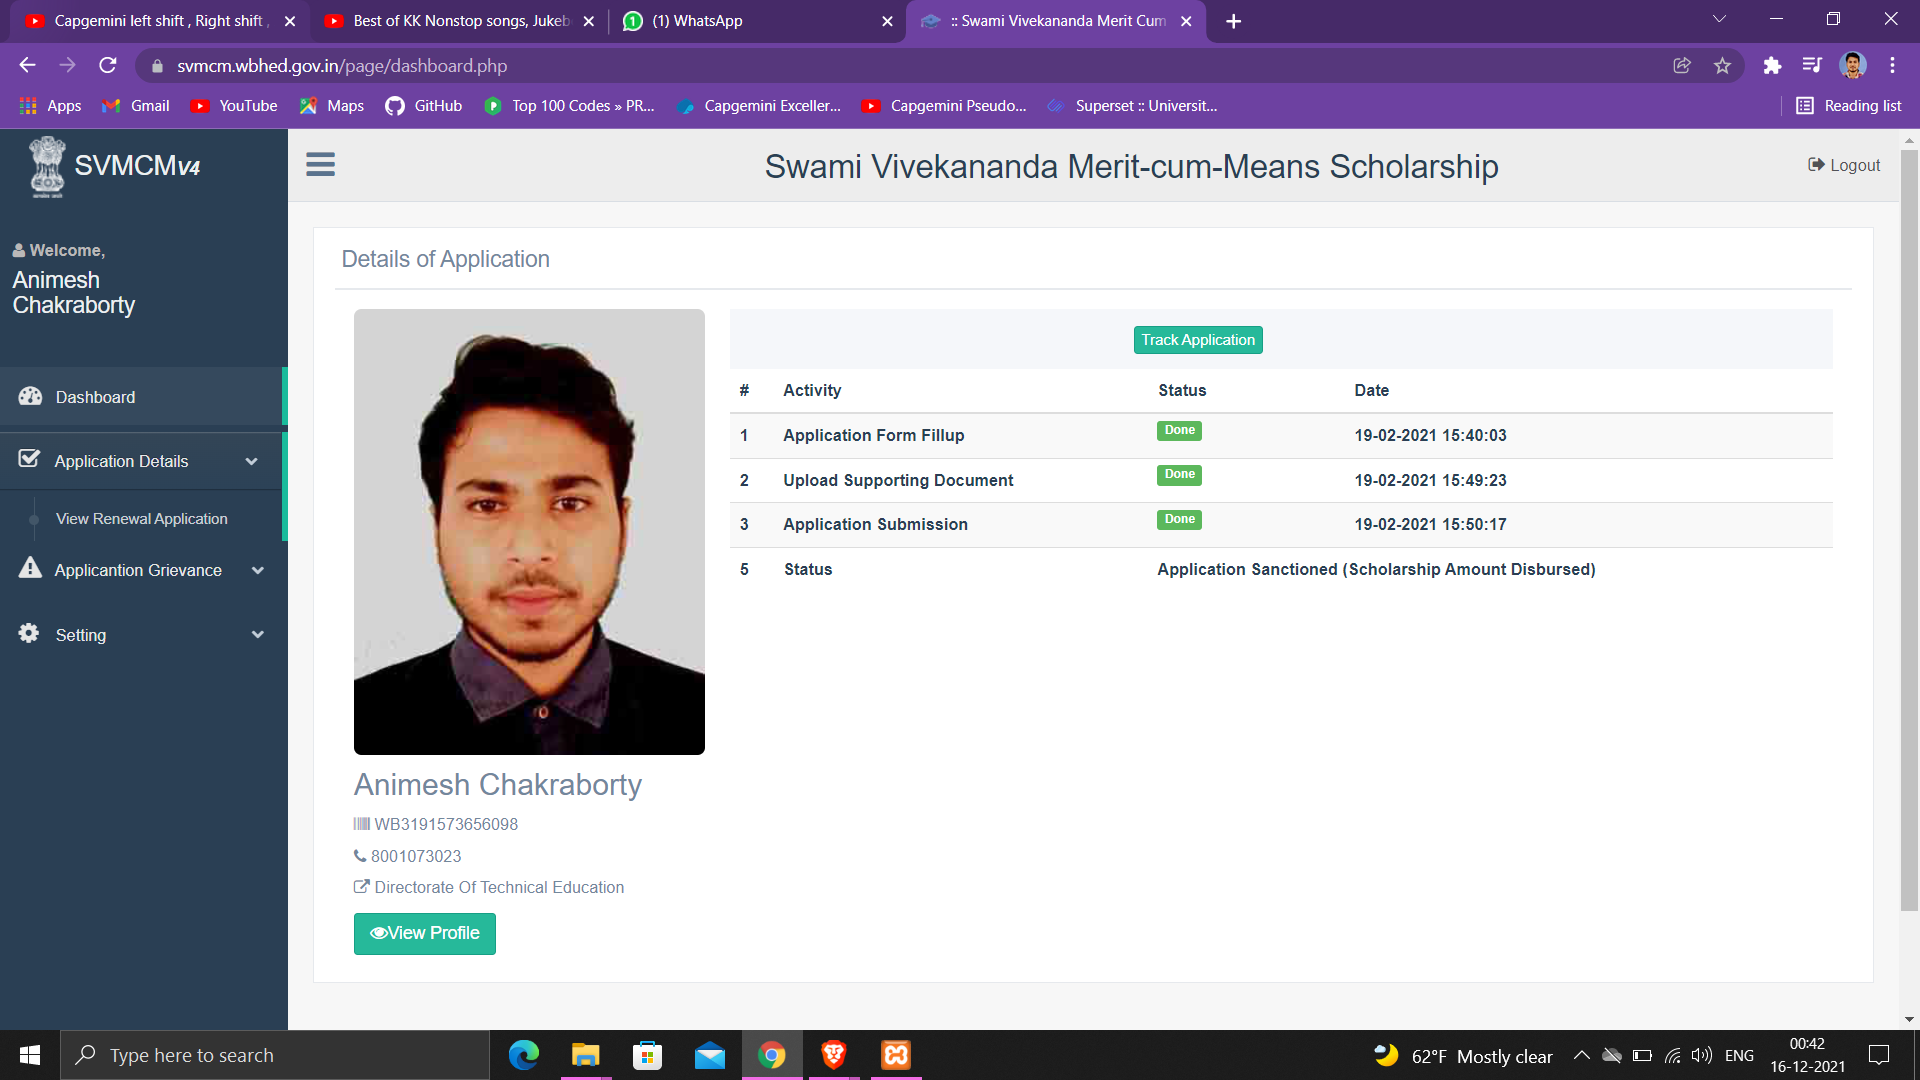 Capgemini left shift , Right shift ,
Best of KK Nonstop songs, Jukeb
(1) WhatsApp
:: Swami Vivekananda Merit Cum
svmcm.wbhed.gov.in/page/dashboard.php
Apps
Gmail
YouTube
Maps
GitHub
Top 100 Codes » PR...
Capgemini Exceller...
Capgemini Pseudo...
Superset :: Universit...
Reading list
SVMCMV4
Swami Vivekananda Merit-cum-Means Scholarship
Logout
Welcome,
Animesh
Chakraborty
Dashboard
Application Details
View Renewal Application
Applicantion Grievance
Setting
Details of Application
Track Application
# Activity Status Date
1 Application Form Fillup Done 19-02-2021 15:40:03
2 Upload Supporting Document Done 19-02-2021 15:49:23
3 Application Submission Done 19-02-2021 15:50:17
5 Status Application Sanctioned (Scholarship Amount Disbursed)
Animesh Chakraborty
WB3191573656098
8001073023
Directorate Of Technical Education
View Profile
Type here to search
62°F Mostly clear
ENG
00:42
16-12-2021